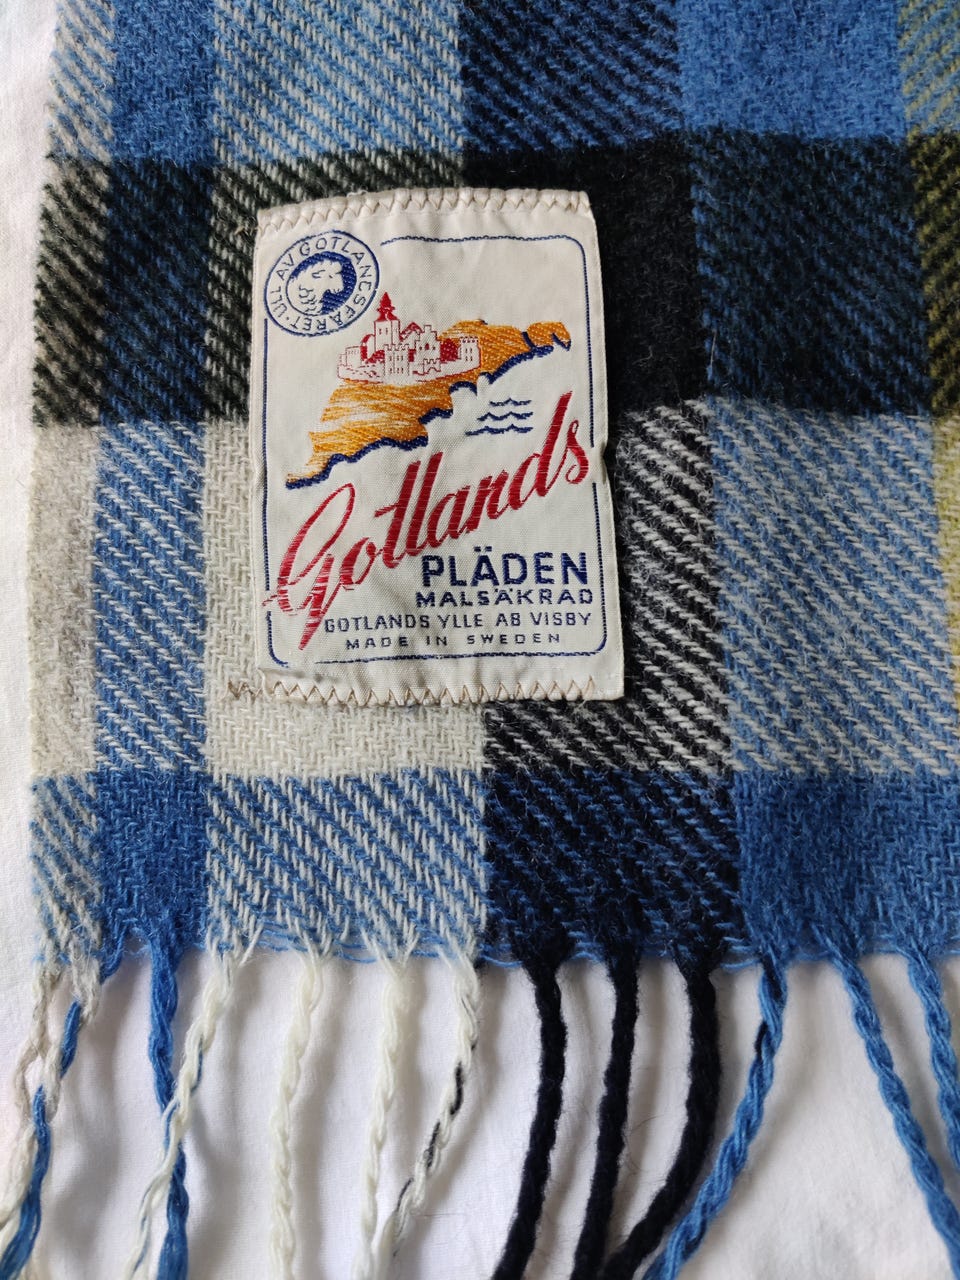 ULL AV GOTLANDSFÅRET
Gotlands
PLÄDEN
MALSÄKRAD
GOTLANDS YLLE AB VISBY
MADE IN SWEDEN